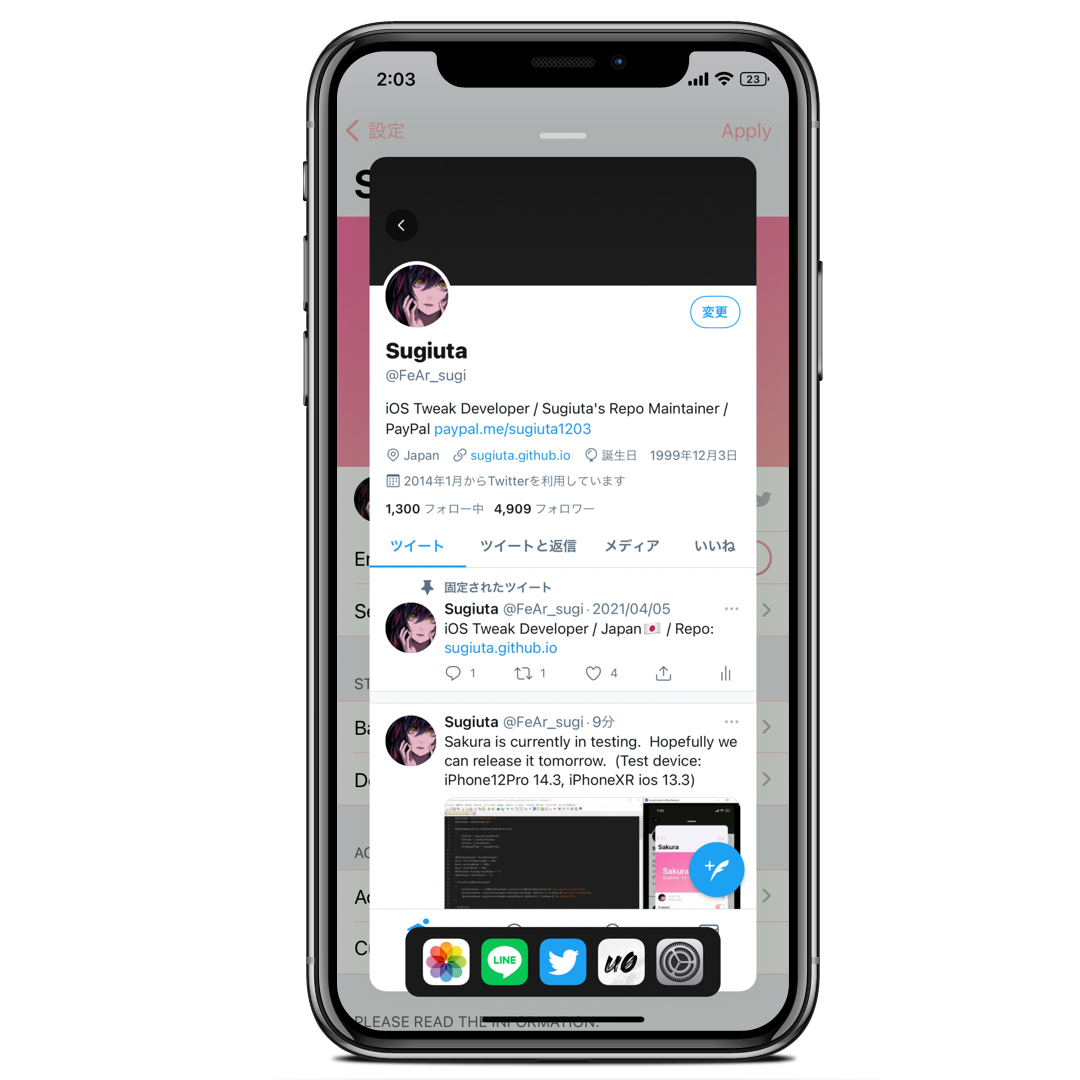 2:03
23
設定
Apply
S
Sugiuta
変更
@FeAr_sugi
iOS Tweak Developer / Sugiuta's Repo Maintainer /
PayPal paypal.me/sugiuta1203
Japan sugiuta.github.io 誕生日 1999年12月3日
2014年1月からTwitterを利用しています
1,300 フォロー中 4,909 フォロワー
ツイート ツイートと返信 メディア いいね
固定されたツイート
Sugiuta @FeAr_sugi · 2021/04/05
iOS Tweak Developer / Japan🇯🇵 / Repo:
sugiuta.github.io
1 1 4
Sugiuta @FeAr_sugi · 9分
Sakura is currently in testing.  Hopefully we
can release it tomorrow.  (Test device:
iPhone12Pro 14.3, iPhoneXR ios 13.3)
Sakura
Sakura
LINE
uO
PLEASE READ THE INFORMATION.